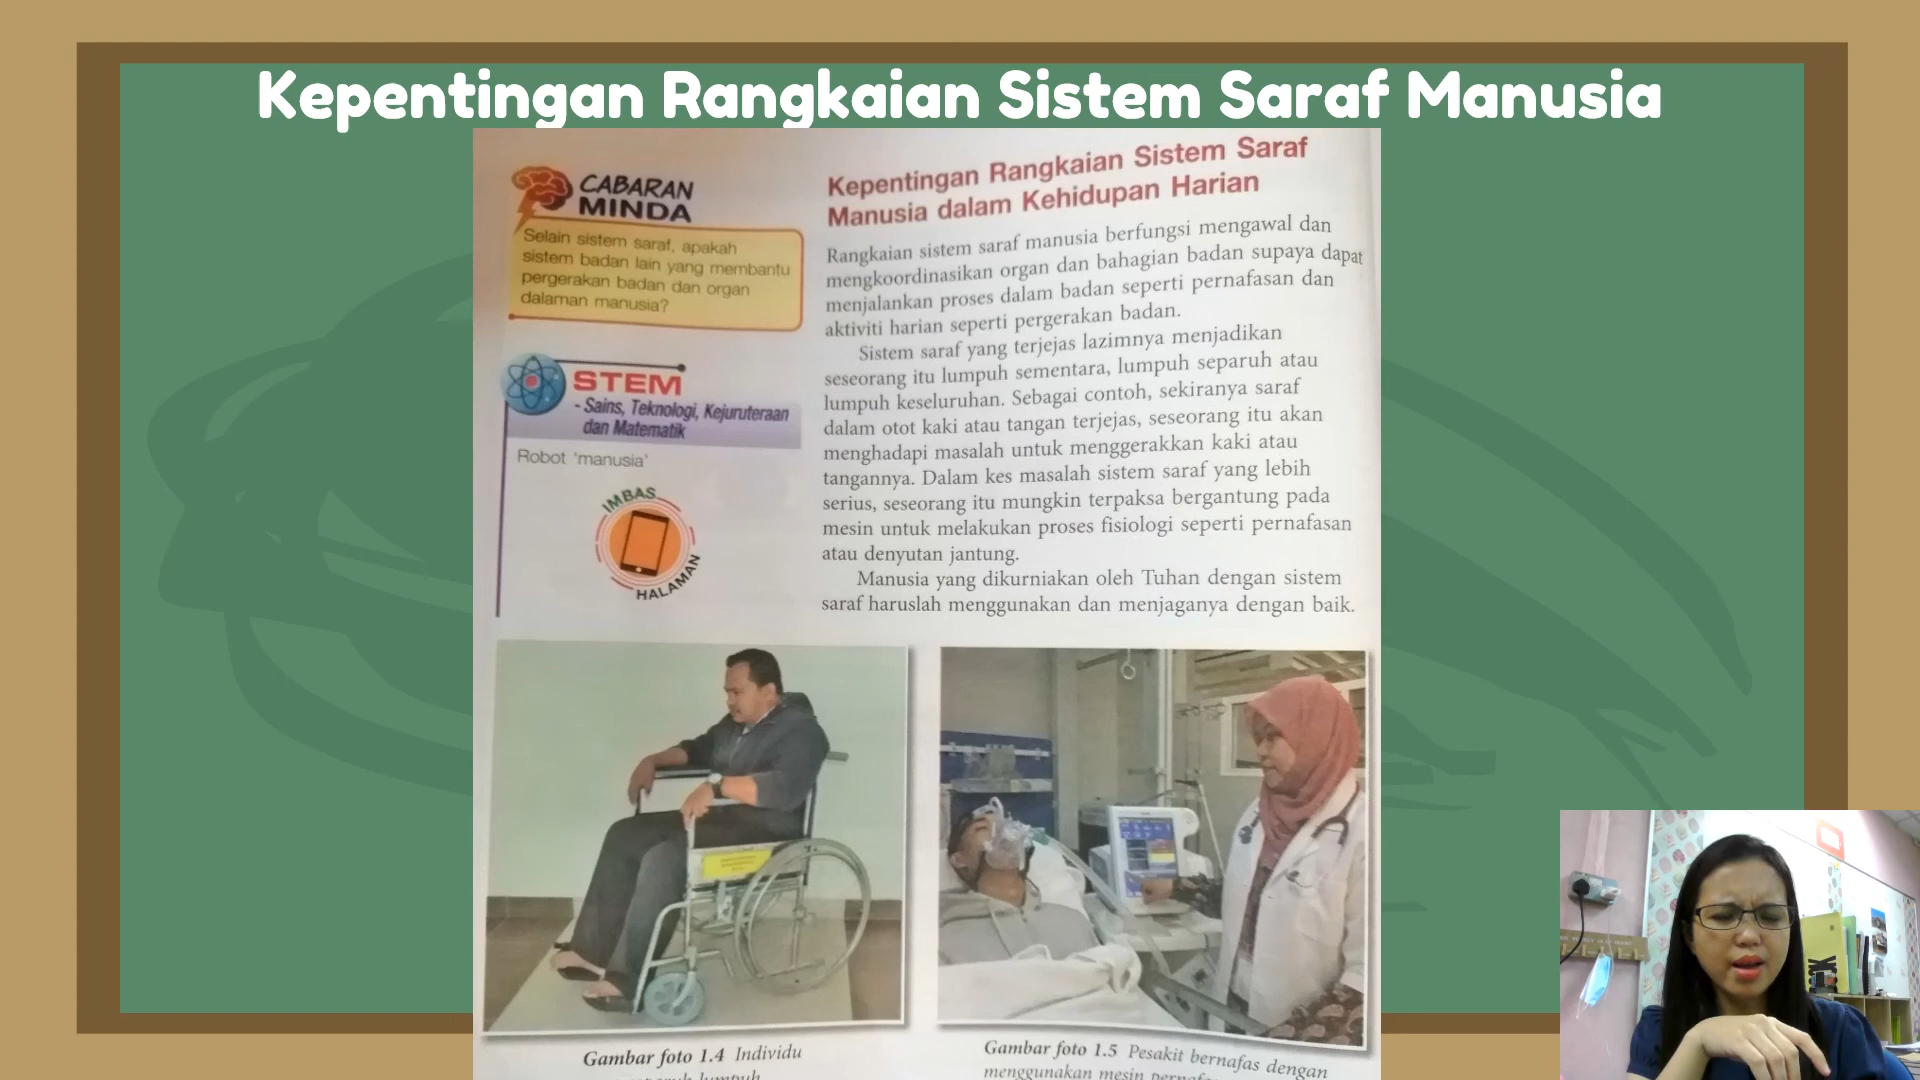 Kepentingan Rangkaian Sistem Saraf Manusia
CABARAN
MINDA
Selain sistem saraf, apakah
sistem badan lain yang membantu
pergerakan badan dan organ
dalaman manusia?
STEM
- Sains, Teknologi, Kejuruteraan
dan Matematik
Robot 'manusia'
IMBAS
HALAMAN
Kepentingan Rangkaian Sistem Saraf
Manusia dalam Kehidupan Harian
Rangkaian sistem saraf manusia berfungsi mengawal dan
mengkoordinasikan organ dan bahagian badan supaya dapat
menjalankan proses dalam badan seperti pernafasan dan
aktiviti harian seperti pergerakan badan.
Sistem saraf yang terjejas lazimnya menjadikan
seseorang itu lumpuh sementara, lumpuh separuh atau
lumpuh keseluruhan. Sebagai contoh, sekiranya saraf
dalam otot kaki atau tangan terjejas, seseorang itu akan
menghadapi masalah untuk menggerakkan kaki atau
tangannya. Dalam kes masalah sistem saraf yang lebih
serius, seseorang itu mungkin terpaksa bergantung pada
mesin untuk melakukan proses fisiologi seperti pernafasan
atau denyutan jantung.
Manusia yang dikurniakan oleh Tuhan dengan sistem
saraf haruslah menggunakan dan menjaganya dengan baik.
Gambar foto 1.4 Individu
lumpuh
Gambar foto 1.5 Pesakit bernafas dengan
menggunakan mesin